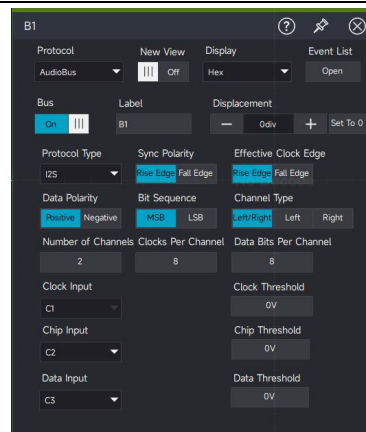 B1
Protocol New View Display Event List
AudioBus Off Hex Open
Bus Label Displacement
On B1 0div Set To 0
Protocol Type Sync Polarity Effective Clock Edge
I2S Rise Edge Fall Edge Rise Edge Fall Edge
Data Polarity Bit Sequence Channel Type
Positive Negative MSB LSB Left/Right Left Right
Number of Channels Clocks Per Channel Data Bits Per Channel
2 8 8
Clock Input Clock Threshold
C1 0V
Chip Input Chip Threshold
C2 0V
Data Input Data Threshold
C3 0V